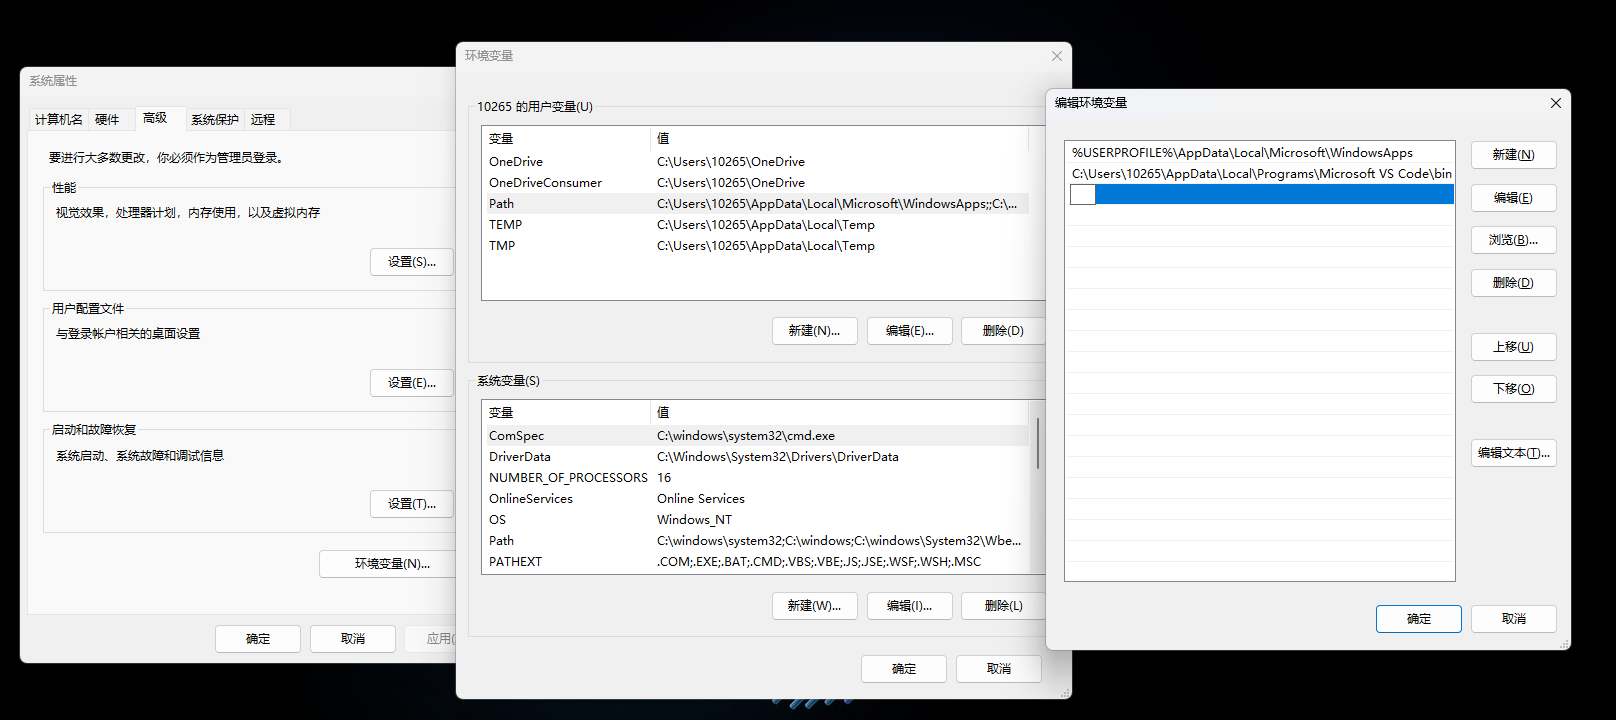 系统属性
计算机名 硬件 高级 系统保护 远程
要进行大多数更改，你必须作为管理员登录。
性能
视觉效果，处理器计划，内存使用，以及虚拟内存
设置(S)...
用户配置文件
与登录帐户相关的桌面设置
设置(E)...
启动和故障恢复
系统启动、系统故障和调试信息
设置(T)...
环境变量(N)...
确定 取消 应用(
环境变量
10265 的用户变量(U)
变量 值
OneDrive C:\Users\10265\OneDrive
OneDriveConsumer C:\Users\10265\OneDrive
Path C:\Users\10265\AppData\Local\Microsoft\WindowsApps;;C:\...
TEMP C:\Users\10265\AppData\Local\Temp
TMP C:\Users\10265\AppData\Local\Temp
新建(N)... 编辑(E)... 删除(D)
系统变量(S)
变量 值
ComSpec C:\windows\system32\cmd.exe
DriverData C:\Windows\System32\Drivers\DriverData
NUMBER_OF_PROCESSORS 16
OnlineServices Online Services
OS Windows_NT
Path C:\windows\system32;C:\windows;C:\windows\System32\Wbe...
PATHEXT .COM;.EXE;.BAT;.CMD;.VBS;.VBE;.JS;.JSE;.WSF;.WSH;.MSC
新建(W)... 编辑(I)... 删除(L)
确定 取消
编辑环境变量
%USERPROFILE%\AppData\Local\Microsoft\WindowsApps
C:\Users\10265\AppData\Local\Programs\Microsoft VS Code\bin
新建(N)
编辑(E)
浏览(B)...
删除(D)
上移(U)
下移(O)
编辑文本(T)...
确定 取消